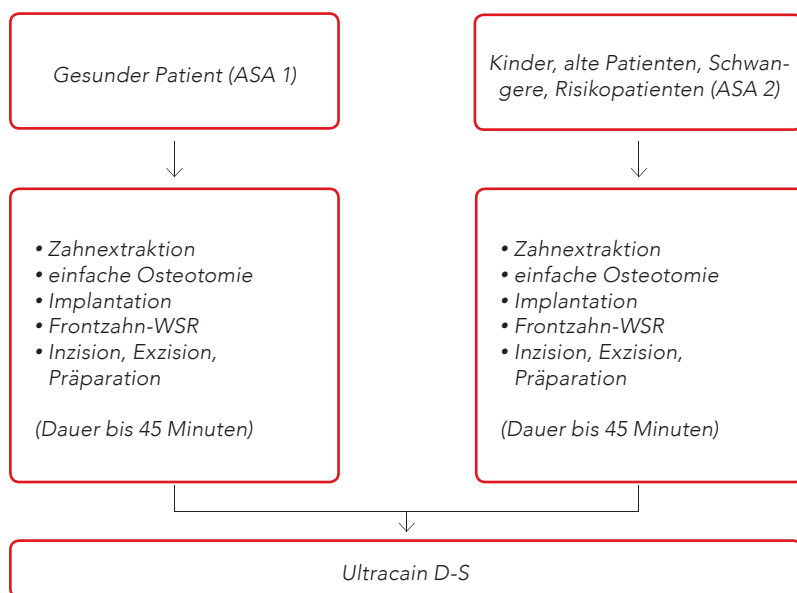 Gesunder Patient (ASA 1)
Kinder, alte Patienten, Schwan-
gere, Risikopatienten (ASA 2)
• Zahnextraktion
• einfache Osteotomie
• Implantation
• Frontzahn-WSR
• Inzision, Exzision,
Präparation
(Dauer bis 45 Minuten)
• Zahnextraktion
• einfache Osteotomie
• Implantation
• Frontzahn-WSR
• Inzision, Exzision,
Präparation
(Dauer bis 45 Minuten)
Ultracain D-S